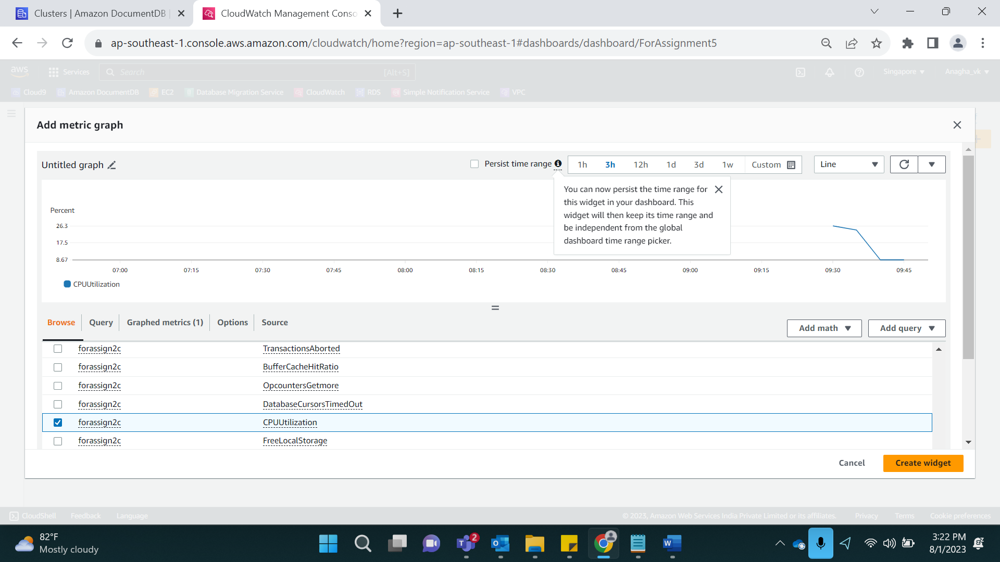 Clusters | Amazon DocumentDB
CloudWatch Management Conso
ap-southeast-1.console.aws.amazon.com/cloudwatch/home?region=ap-southeast-1#dashboards/dashboard/ForAssignment5
aws
Services
Search
[Alt+S]
Singapore
Anagha_vk
Cloud9
Amazon DocumentDB
EC2
Database Migration Service
CloudWatch
RDS
Simple Notification Service
VPC
Add metric graph
Untitled graph
Persist time range
1h
3h
12h
1d
3d
1w
Custom
Line
You can now persist the time range for
this widget in your dashboard. This
widget will then keep its time range and
be independent from the global
dashboard time range picker.
Percent
26.3
17.5
8.67
07:00
07:15
07:30
07:45
08:00
08:15
08:30
08:45
09:00
09:15
09:30
09:45
CPUUtilization
Browse
Query
Graphed metrics (1)
Options
Source
Add math
Add query
forassign2c TransactionsAborted
forassign2c BufferCacheHitRatio
forassign2c OpcountersGetmore
forassign2c DatabaseCursorsTimedOut
forassign2c CPUUtilization
forassign2c FreeLocalStorage
Cancel
Create widget
CloudShell
Feedback
Language
© 2023, Amazon Web Services India Private Limited or its affiliates.
Privacy
Terms
Cookie preferences
82°F
Mostly cloudy
2
3:22 PM
8/1/2023